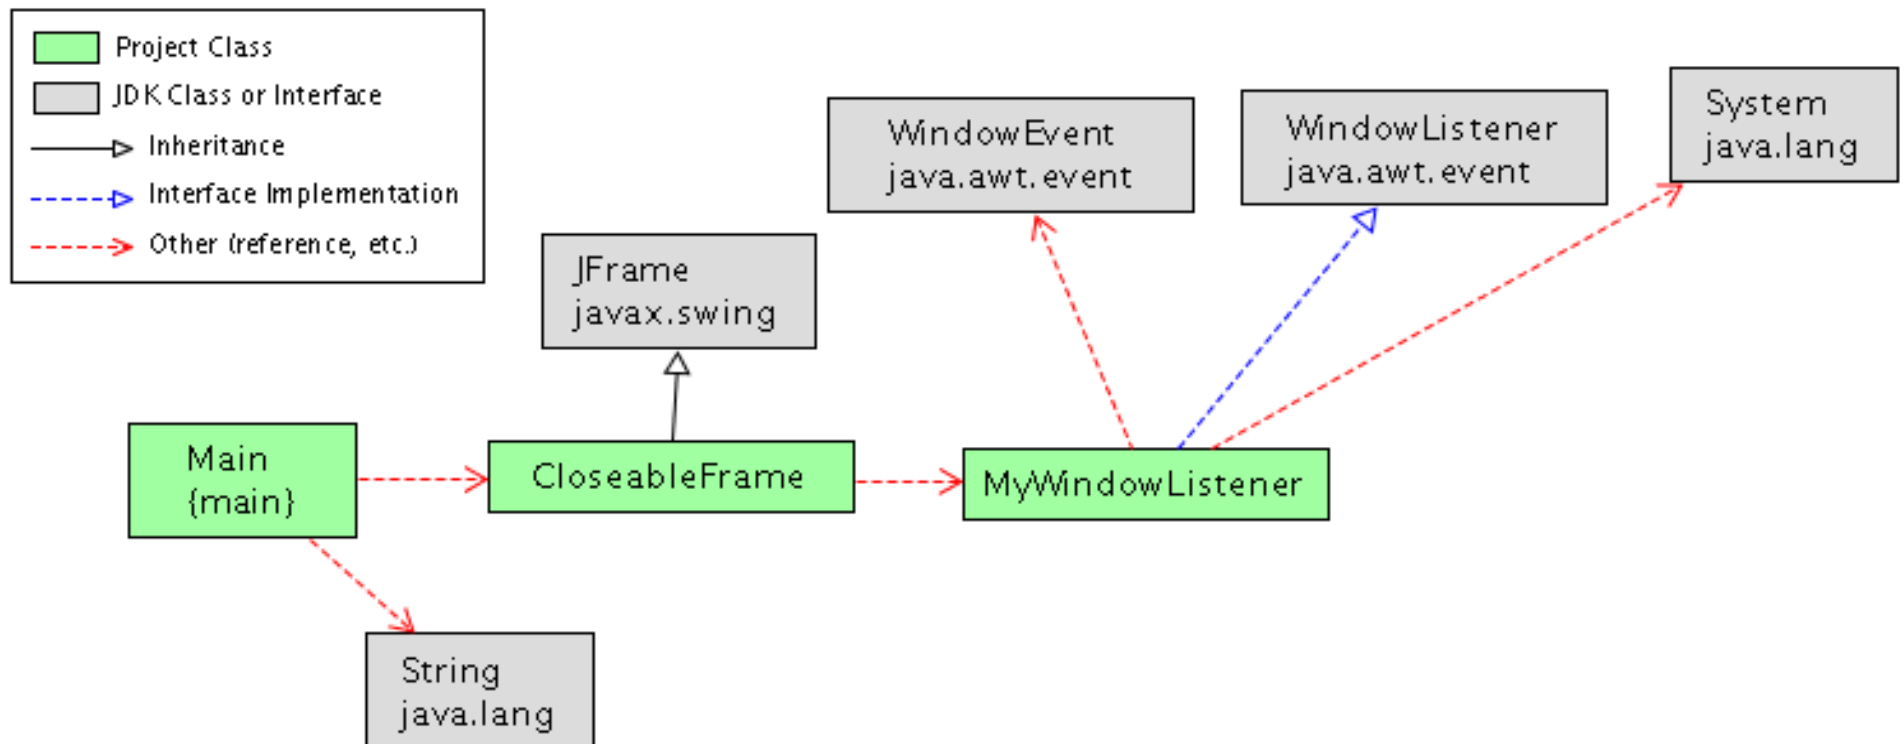 Project Class
JDK Class or Interface
Inheritance
Interface Implementation
Other (reference, etc.)
WindowEvent
java.awt.event
WindowListener
java.awt.event
System
java.lang
JFrame
javax.swing
Main
{main}
CloseableFrame
MyWindowListener
String
java.lang